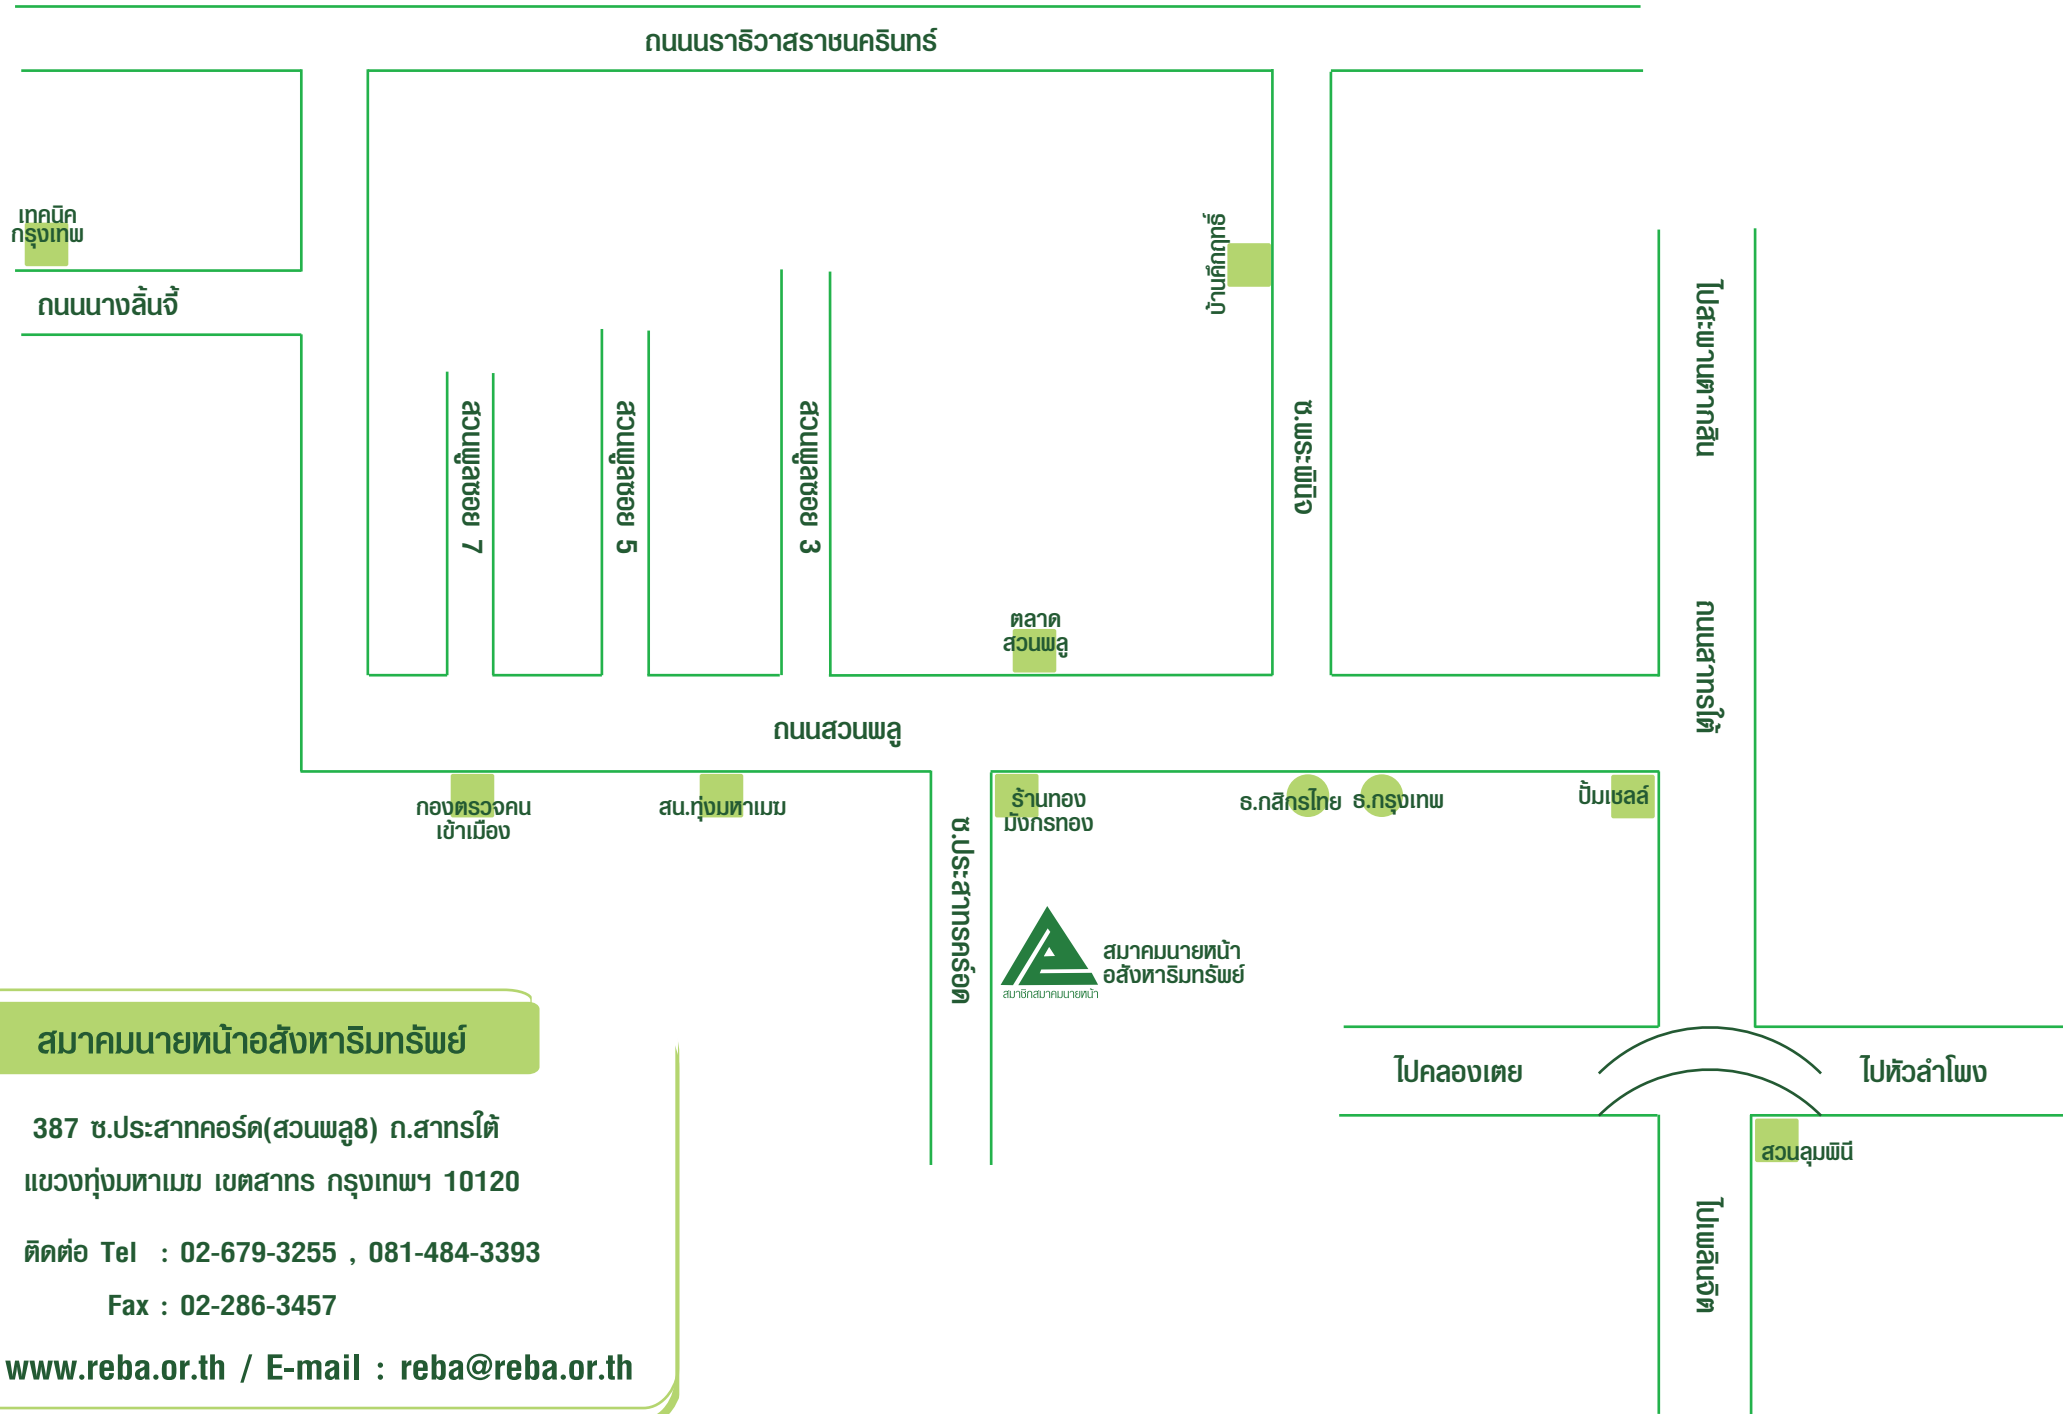 ถนนนราธิวาสราชนครินทร์
เทคนิค
กรุงเทพ
บ้านคึกฤทธิ์
ถนนนางลิ้นจี่
ไปสะพานตากสิน
สวนพลูซอย 7
สวนพลูซอย 5
สวนพลูซอย 3
ซ.พระพินิจ
ตลาด
สวนพลู
ถนนสาทรใต้
ถนนสวนพลู
กองตรวจคน
เข้าเมือง
สน.ทุ่งมหาเมฆ
ร้านทอง
มังกรทอง
ธ.กสิกรไทย
ธ.กรุงเทพ
ปั้มเชลล์
ซ.ประสาทรคร์อด
สมาคมนายหน้า
อสังหาริมทรัพย์
สมาชิกสมาคมนายหน้า
สมาคมนายหน้าอสังหาริมทรัพย์
ไปคลองเตย
ไปหัวลำโพง
387 ซ.ประสาทคอร์ด(สวนพลู8) ถ.สาทรใต้
สวนลุมพินี
แขวงทุ่งมหาเมฆ เขตสาทร กรุงเทพฯ 10120
ไปเพลินจิต
ติดต่อ Tel : 02-679-3255 , 081-484-3393
Fax : 02-286-3457
www.reba.or.th / E-mail : reba@reba.or.th